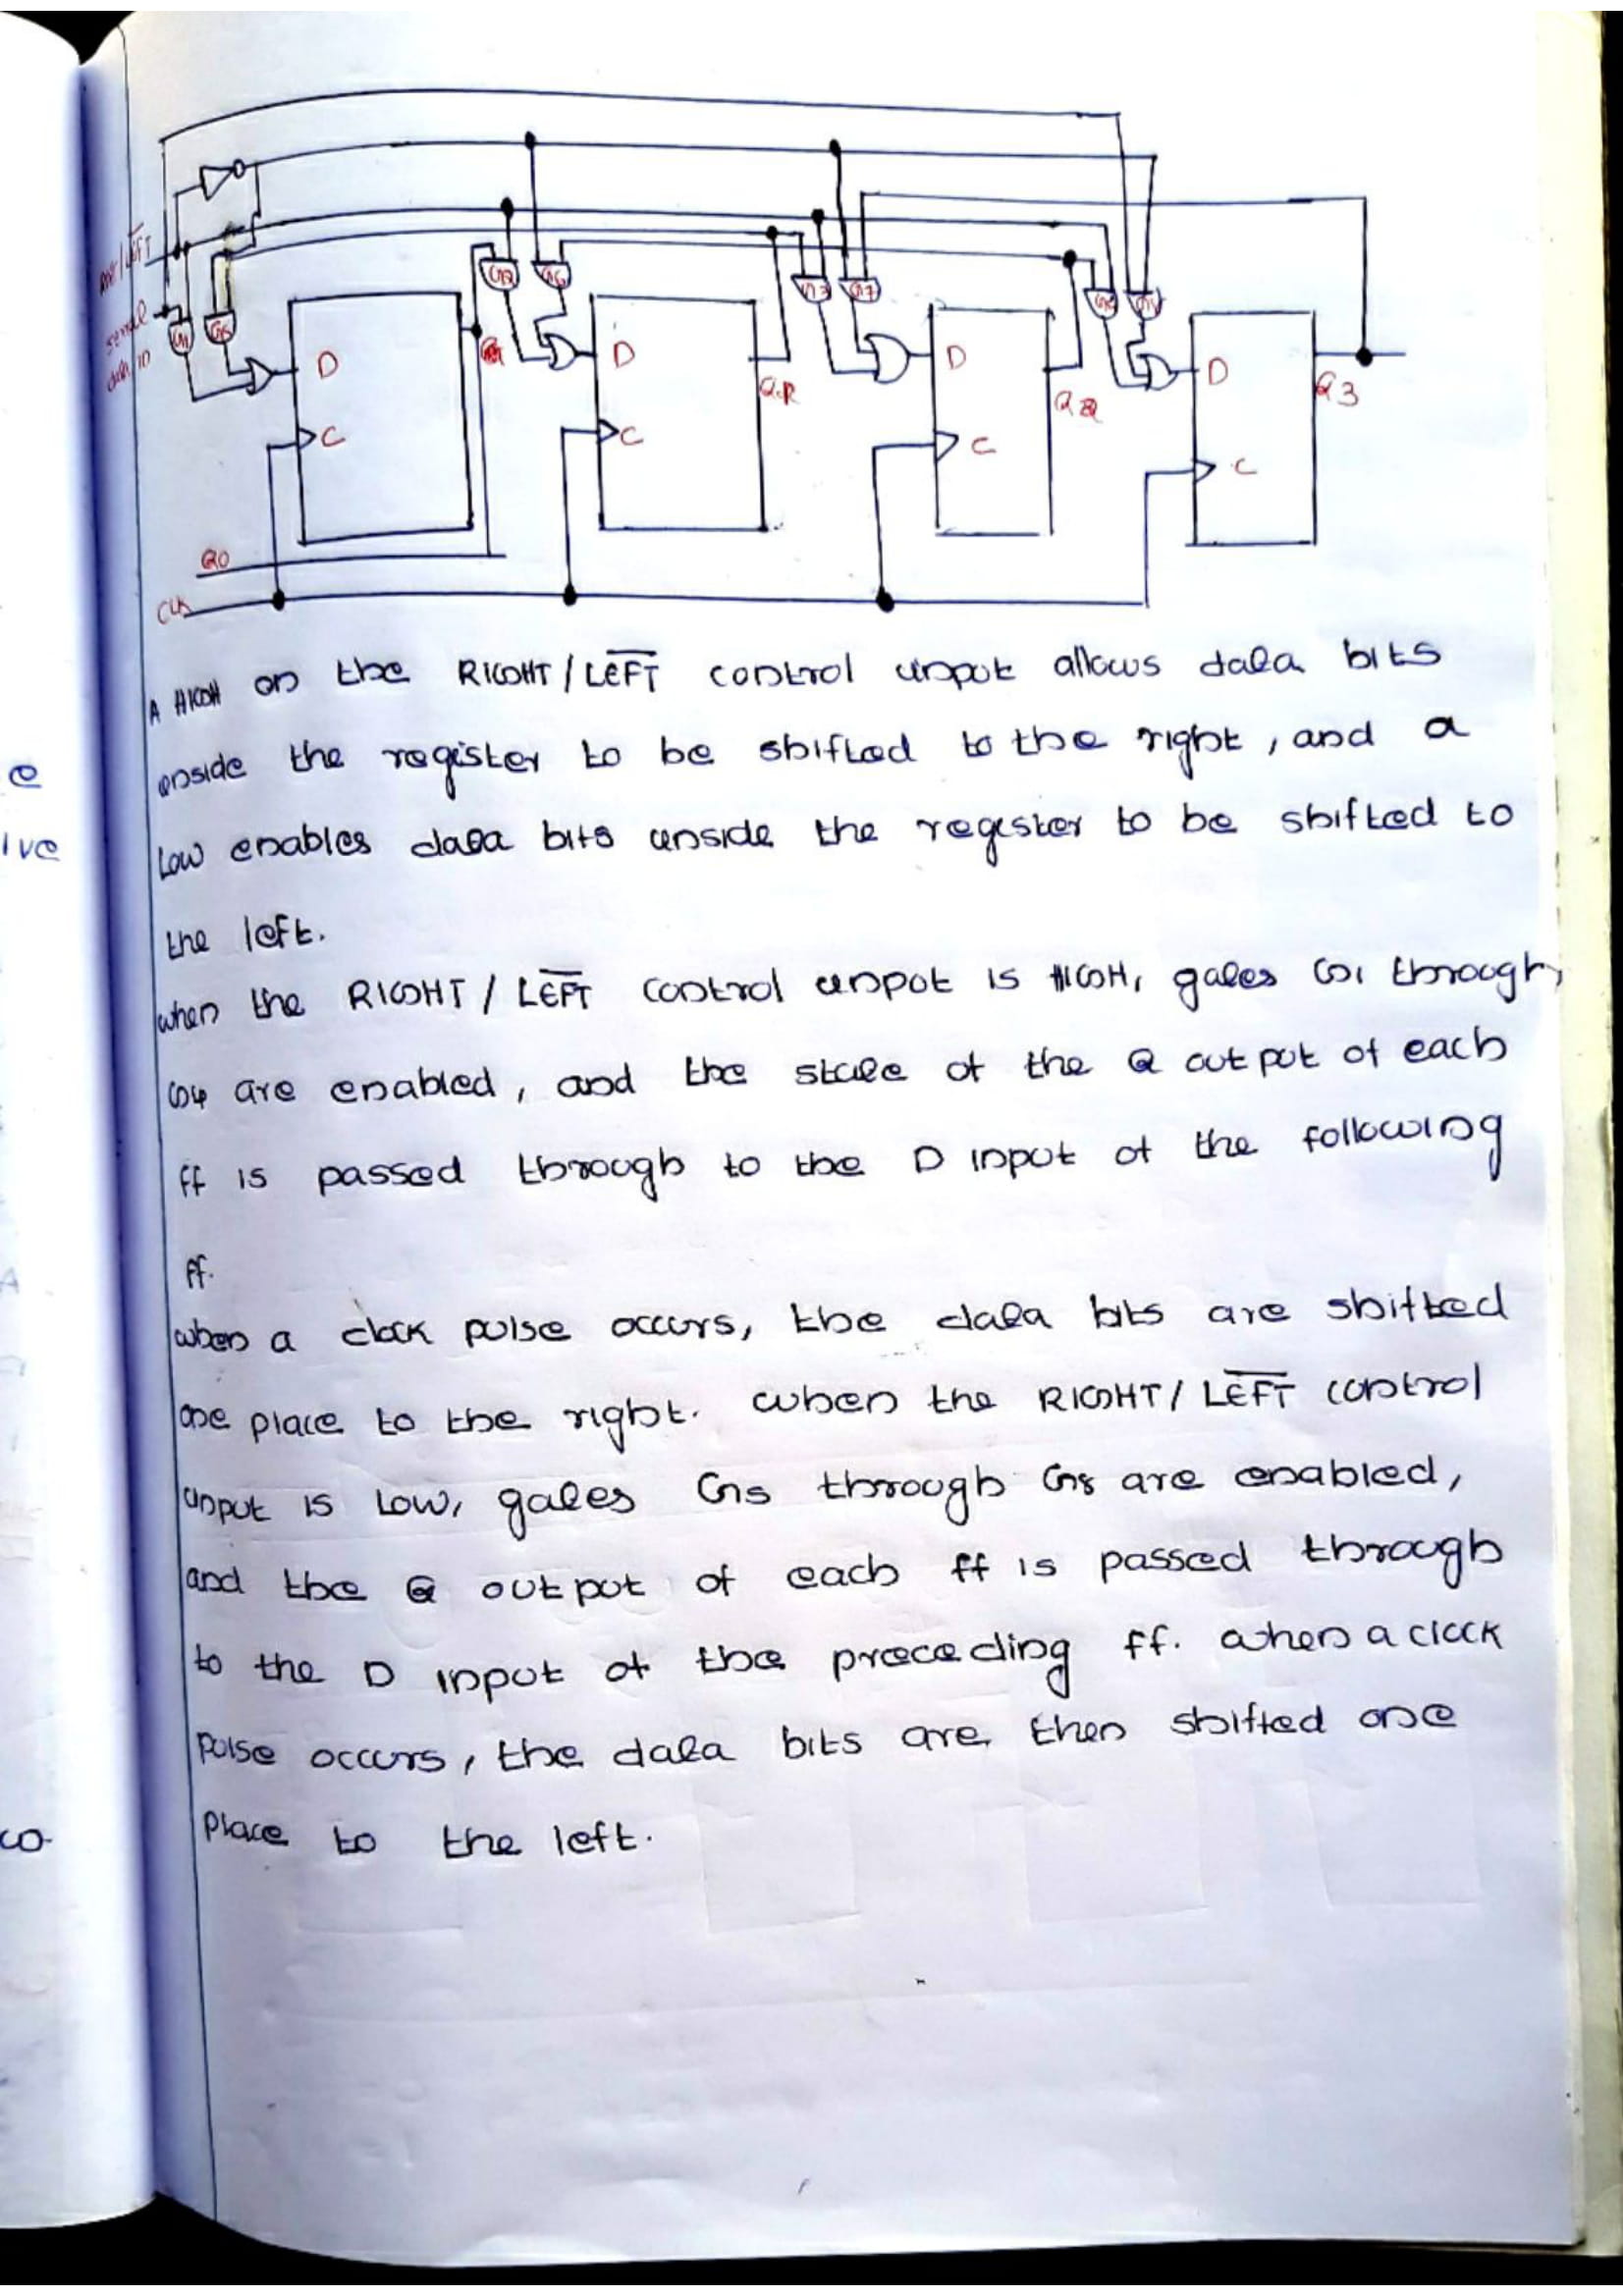 RIGHT/LEFT
serial
data in
G1
G5
D
C
G2
G6
D
C
Q1
G3
G7
D
C
Q2
G4
G8
D
C
Q3
Q0
CLK
A HIGH on the RIGHT / LEFT control input allows data bits
inside the register to be shifted to the right, and a
Low enables data bits inside the register to be shifted to
the left.
when the RIGHT / LEFT control input is HIGH, gates G1 through,
G4 are enabled, and the state of the Q output of each
ff is passed through to the D input of the following
ff.
when a clock pulse occurs, the data bits are shifted
one place to the right. when the RIGHT / LEFT control
input is Low, gates G5 through G8 are enabled,
and the Q output of each ff is passed through
to the D input of the preceding ff. when a clock
pulse occurs, the data bits are then shifted one
place to the left.
e
ive